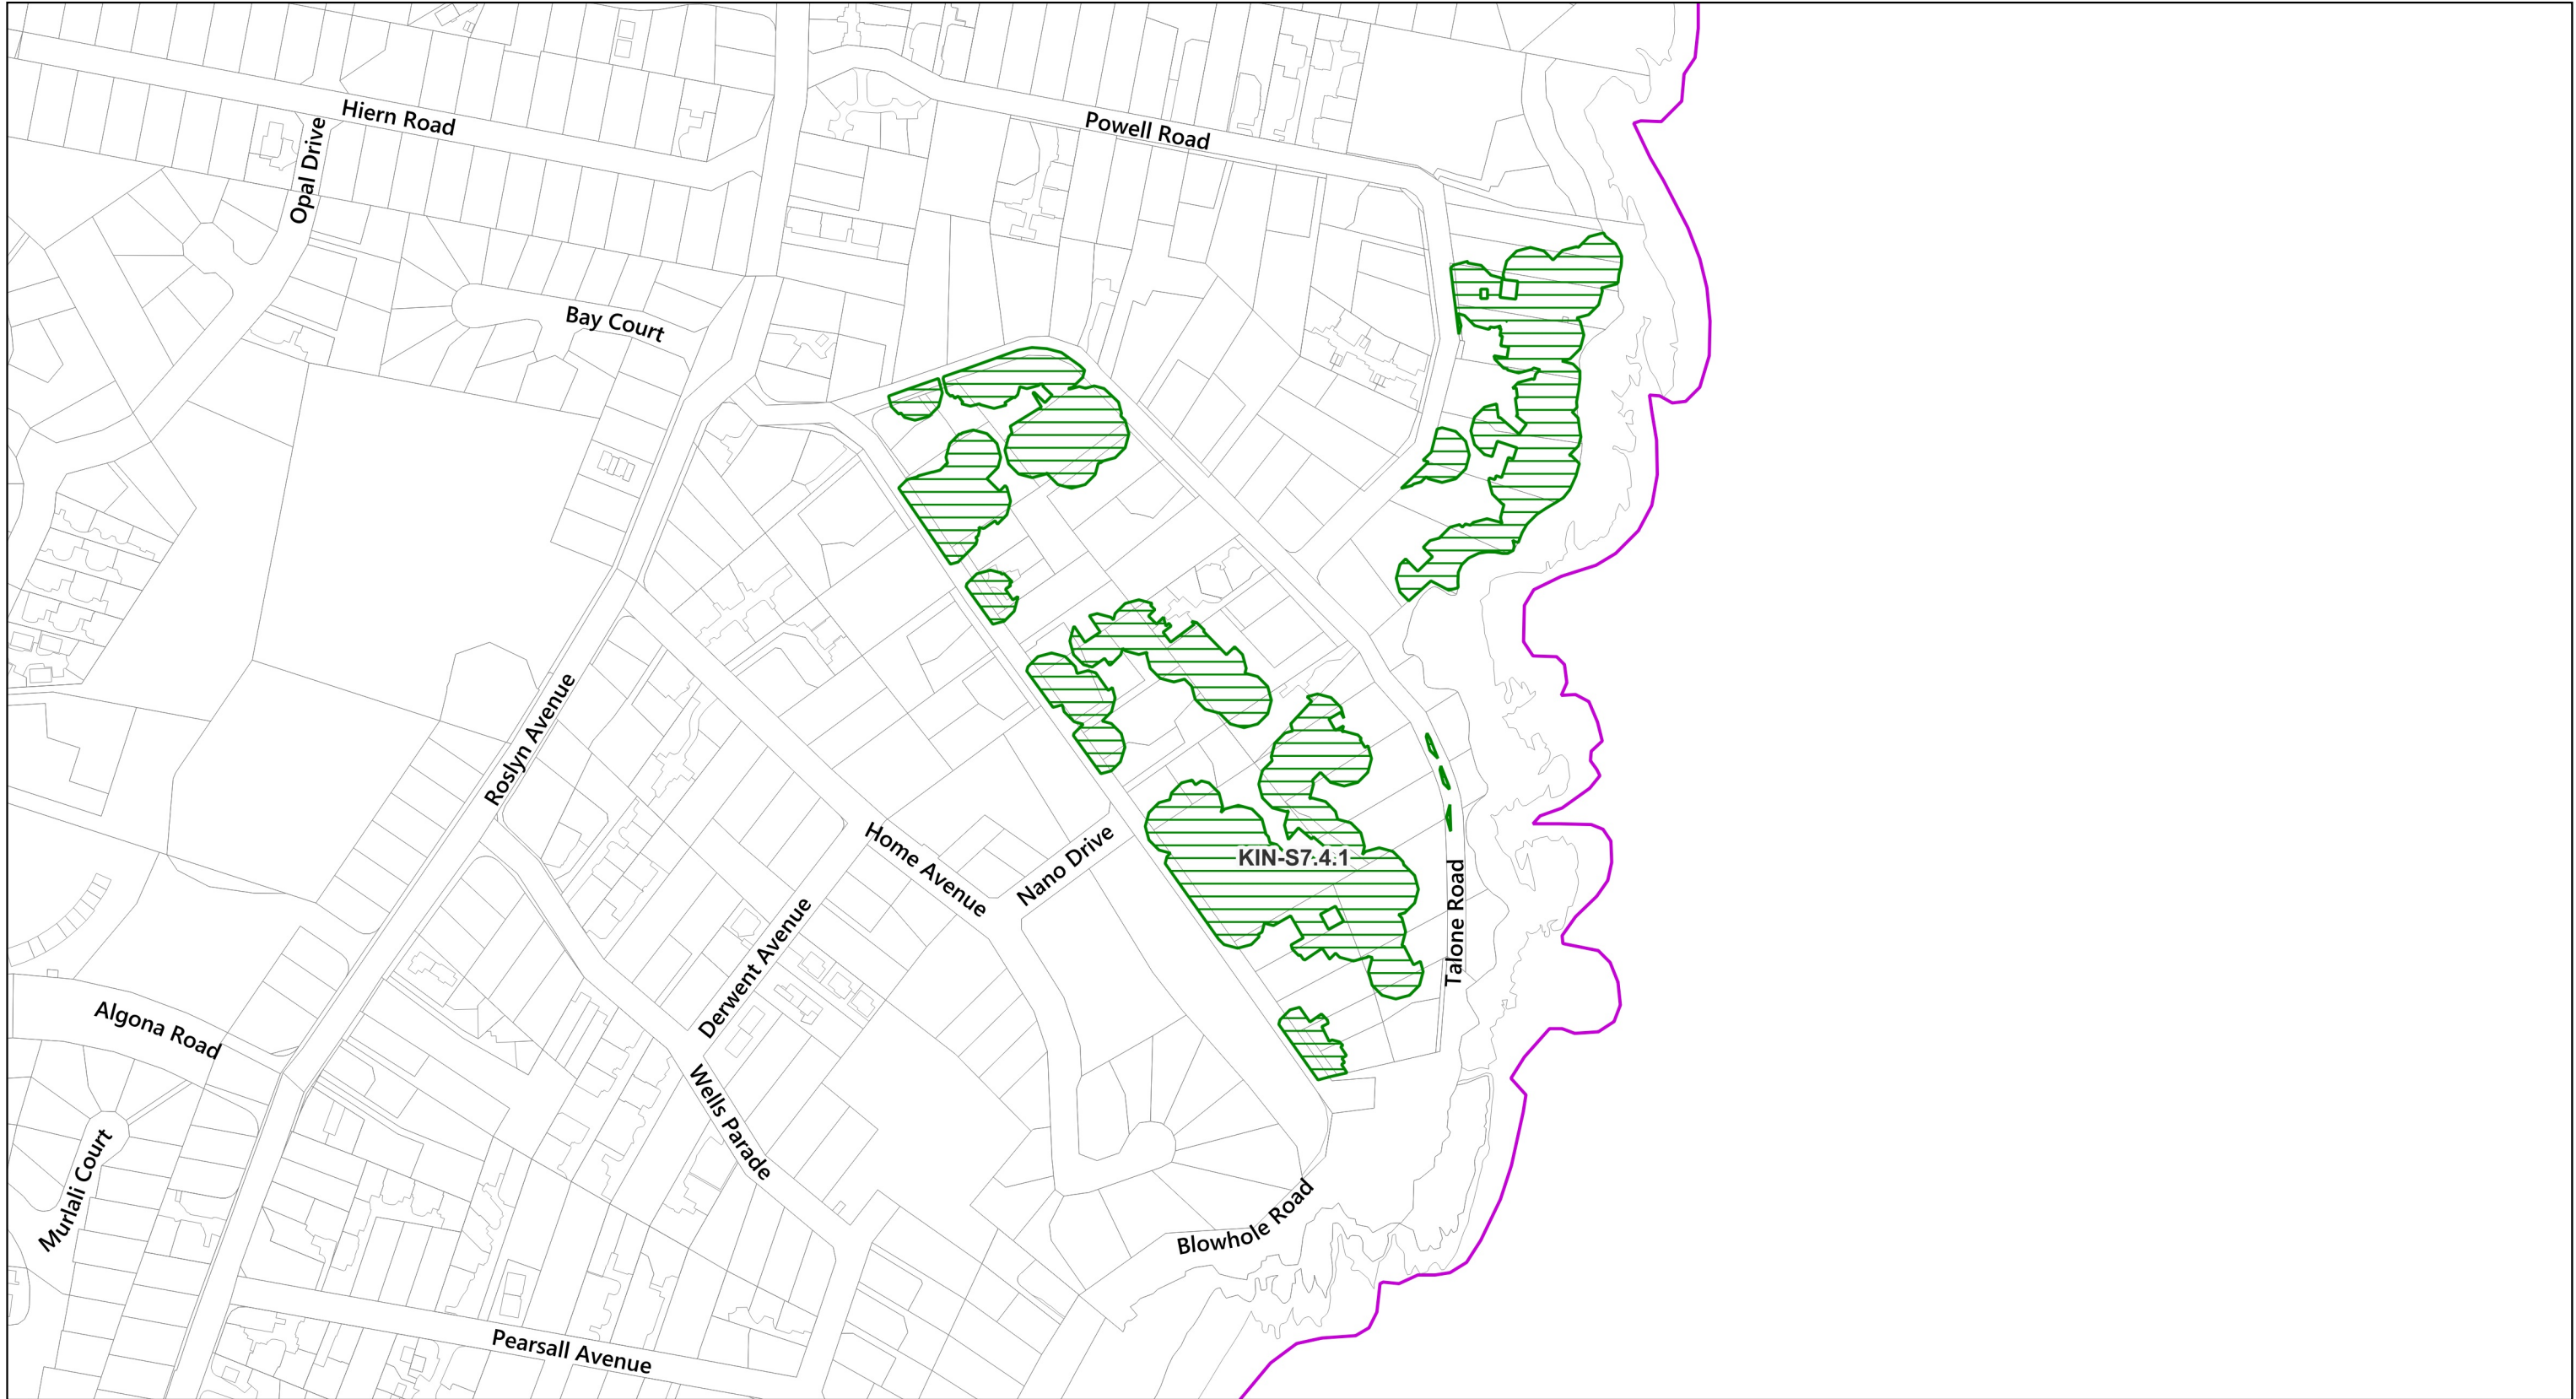 Hiern Road
Powell Road
Opal Drive
Bay Court
Roslyn Avenue
Home Avenue
Nano Drive
KIN-S7.4.1
Talone Road
Derwent Avenue
Algona Road
Wells Parade
Murlali Court
Blowhole Road
Pearsall Avenue